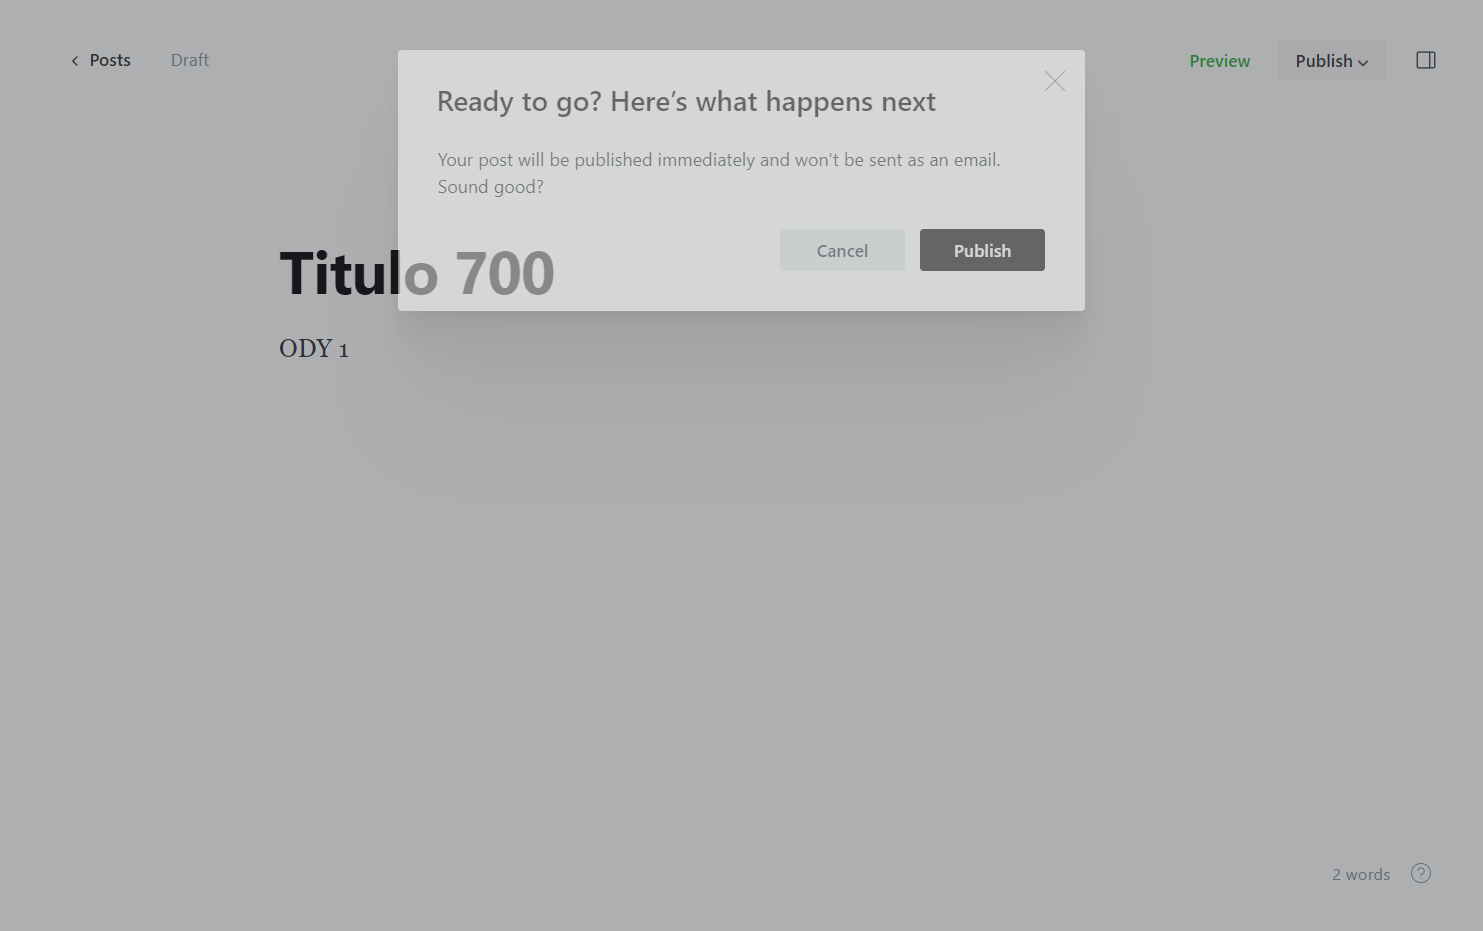 Posts
Draft
Preview
Publish
Ready to go? Here’s what happens next
Your post will be published immediately and won't be sent as an email.
Sound good?
Cancel
Publish
Titulo 700
ODY 1
2 words
?